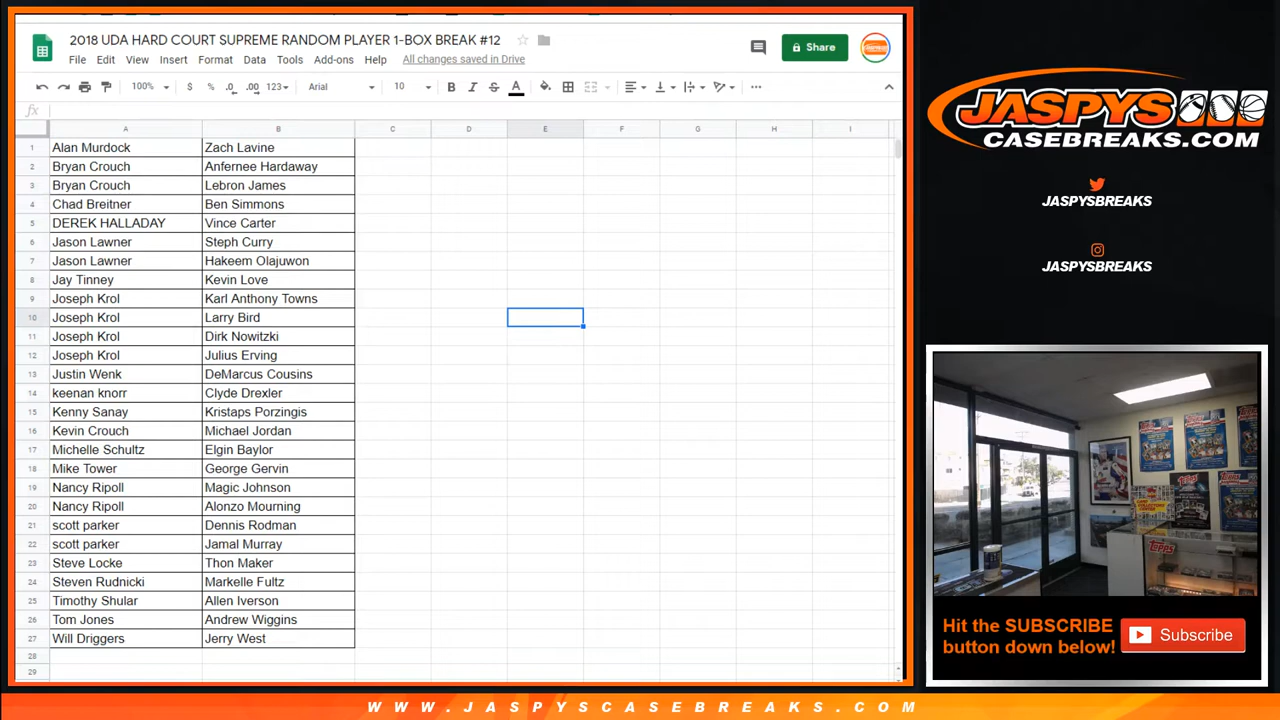 2018 UDA HARD COURT SUPREME RANDOM PLAYER 1-BOX BREAK #12
File Edit View Insert Format Data Tools Add-ons Help All changes saved in Drive
Share
100% $ % .0 .00 123 Arial 10 B I S A
fx
A B C D E F G H I
1 Alan Murdock Zach Lavine
2 Bryan Crouch Anfernee Hardaway
3 Bryan Crouch Lebron James
4 Chad Breitner Ben Simmons
5 DEREK HALLADAY Vince Carter
6 Jason Lawner Steph Curry
7 Jason Lawner Hakeem Olajuwon
8 Jay Tinney Kevin Love
9 Joseph Krol Karl Anthony Towns
10 Joseph Krol Larry Bird
11 Joseph Krol Dirk Nowitzki
12 Joseph Krol Julius Erving
13 Justin Wenk DeMarcus Cousins
14 keenan knorr Clyde Drexler
15 Kenny Sanay Kristaps Porzingis
16 Kevin Crouch Michael Jordan
17 Michelle Schultz Elgin Baylor
18 Mike Tower George Gervin
19 Nancy Ripoll Magic Johnson
20 Nancy Ripoll Alonzo Mourning
21 scott parker Dennis Rodman
22 scott parker Jamal Murray
23 Steve Locke Thon Maker
24 Steven Rudnicki Markelle Fultz
25 Timothy Shular Allen Iverson
26 Tom Jones Andrew Wiggins
27 Will Driggers Jerry West
28
29
JASPYS
CASEBREAKS.COM
JASPYSBREAKS
JASPYSBREAKS
topps
Hit the SUBSCRIBE
button down below!
Subscribe
WWW.JASPYSCASEBREAKS.COM